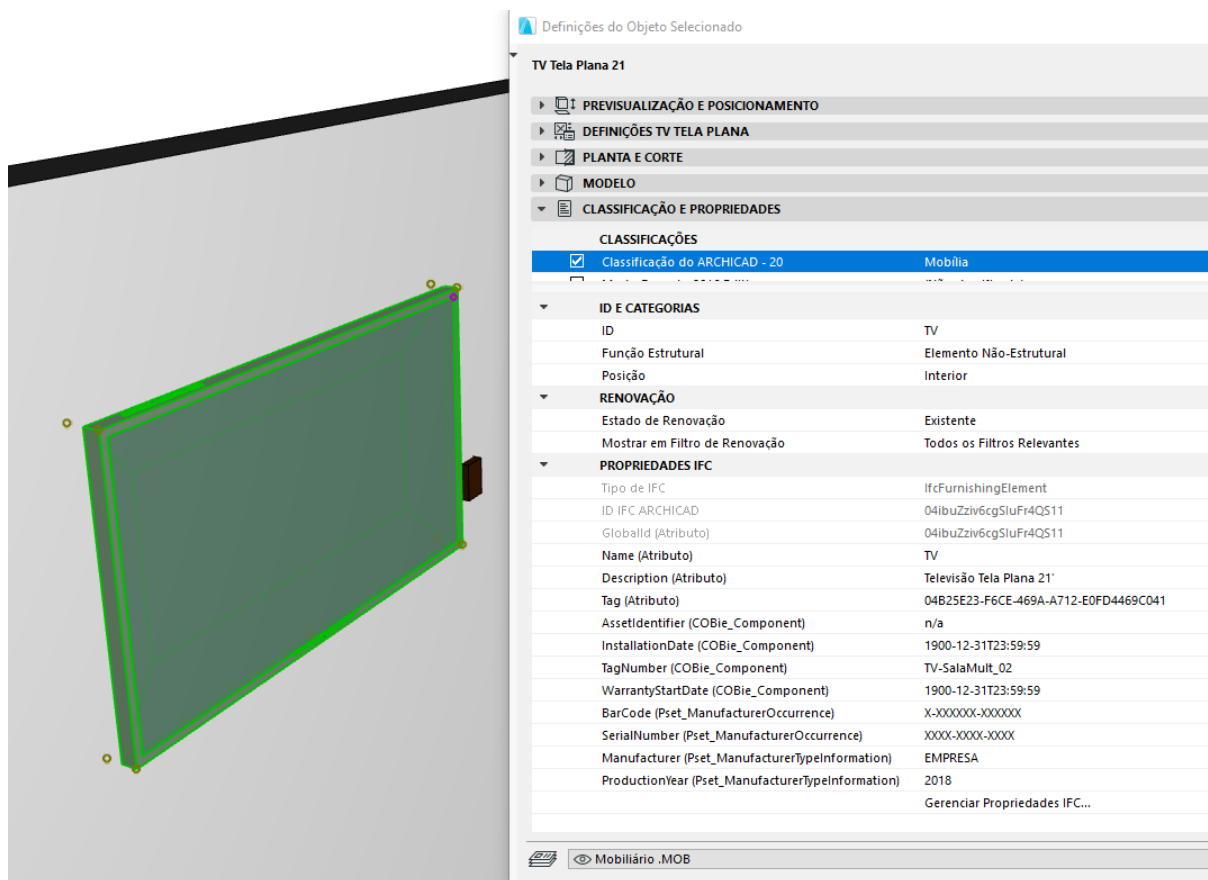 Definições do Objeto Selecionado
TV Tela Plana 21
PREVISUALIZAÇÃO E POSICIONAMENTO
DEFINIÇÕES TV TELA PLANA
PLANTA E CORTE
MODELO
CLASSIFICAÇÃO E PROPRIEDADES
CLASSIFICAÇÕES
Classificação do ARCHICAD - 20 Mobília
ID E CATEGORIAS
ID TV
Função Estrutural Elemento Não-Estrutural
Posição Interior
RENOVAÇÃO
Estado de Renovação Existente
Mostrar em Filtro de Renovação Todos os Filtros Relevantes
PROPRIEDADES IFC
Tipo de IFC IfcFurnishingElement
ID IFC ARCHICAD 04ibuZziv6cgSluFr4QS11
GlobalId (Atributo) 04ibuZziv6cgSluFr4QS11
Name (Atributo) TV
Description (Atributo) Televisão Tela Plana 21'
Tag (Atributo) 04B25E23-F6CE-469A-A712-E0FD4469C041
AssetIdentifier (COBie_Component) n/a
InstallationDate (COBie_Component) 1900-12-31T23:59:59
TagNumber (COBie_Component) TV-SalaMult_02
WarrantyStartDate (COBie_Component) 1900-12-31T23:59:59
BarCode (Pset_ManufacturerOccurrence) X-XXXXXX-XXXXXX
SerialNumber (Pset_ManufacturerOccurrence) XXXX-XXXX-XXXX
Manufacturer (Pset_ManufacturerTypeInformation) EMPRESA
ProductionYear (Pset_ManufacturerTypeInformation) 2018
Gerenciar Propriedades IFC...
Mobiliário .MOB